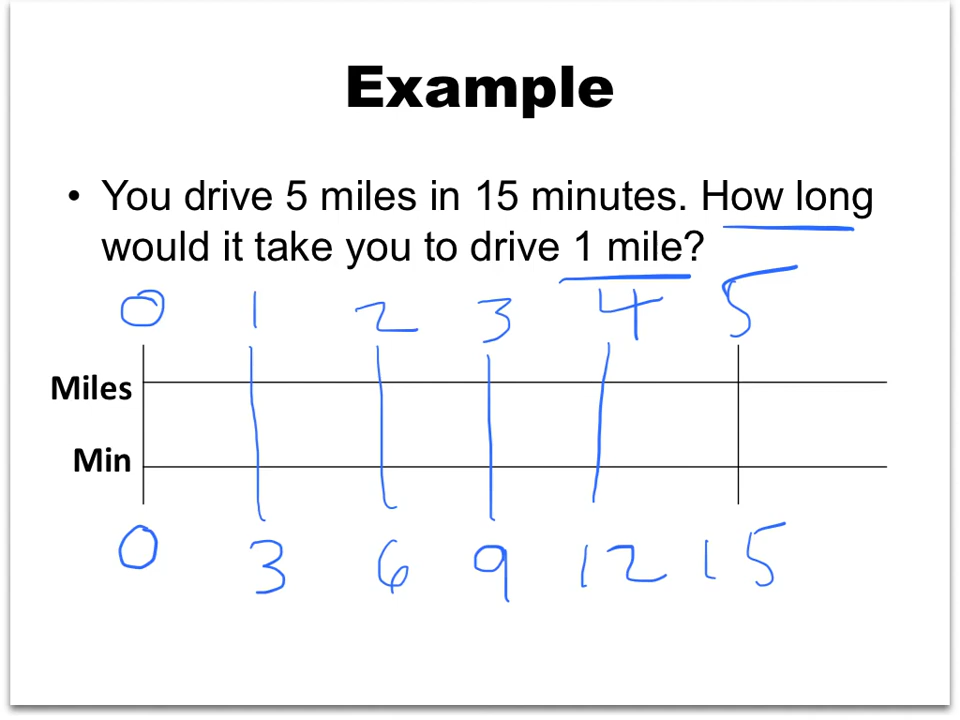 Example
• You drive 5 miles in 15 minutes. How long
would it take you to drive 1 mile?
0 1 2 3 4 5
Miles
Min
0 3 6 9 12 15